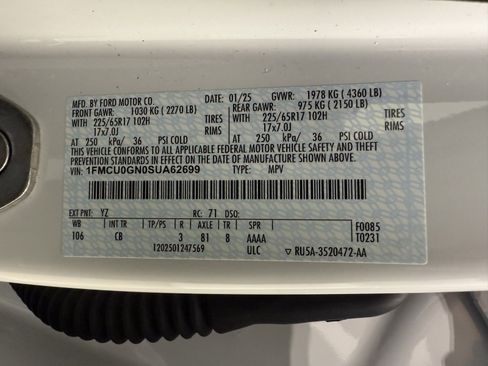 MFD. BY FORD MOTOR CO. 01/25 GVWR: 1978 KG (4360 LB)
FRONT GAWR: 1030 KG (2270 LB) REAR GAWR: 975 KG (2150 LB)
WITH 225/65R17 102H TIRES WITH 225/65R17 102H TIRES
17x7.0J RIMS 17x7.0J RIMS
AT 250 kPa/ 36 PSI COLD AT 250 kPa/ 36 PSI COLD
THIS VEHICLE CONFORMS TO ALL APPLICABLE FEDERAL MOTOR VEHICLE SAFETY AND
THEFT PREVENTION STANDARDS IN EFFECT ON THE DATE OF MANUFACTURE SHOWN ABOVE.
VIN: 1FMCU0GN0SUA62699 TYPE: MPV
EXT PNT: YZ RC: 71 DSO:
WB INT TR TP/PS R AXLE TR SPR F0085
106 CB 3 81 8 AAAA T0231
1202501247569 ULC RU5A-3520472-AA